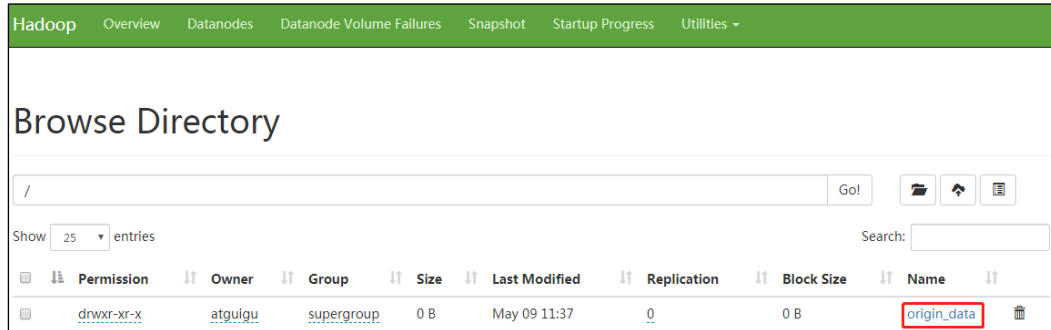 Hadoop Overview Datanodes Datanode Volume Failures Snapshot Startup Progress Utilities
Browse Directory
/ Go!
Show 25 entries Search:
Permission Owner Group Size Last Modified Replication Block Size Name
drwxr-xr-x atguigu supergroup 0 B May 09 11:37 0 0 B origin_data